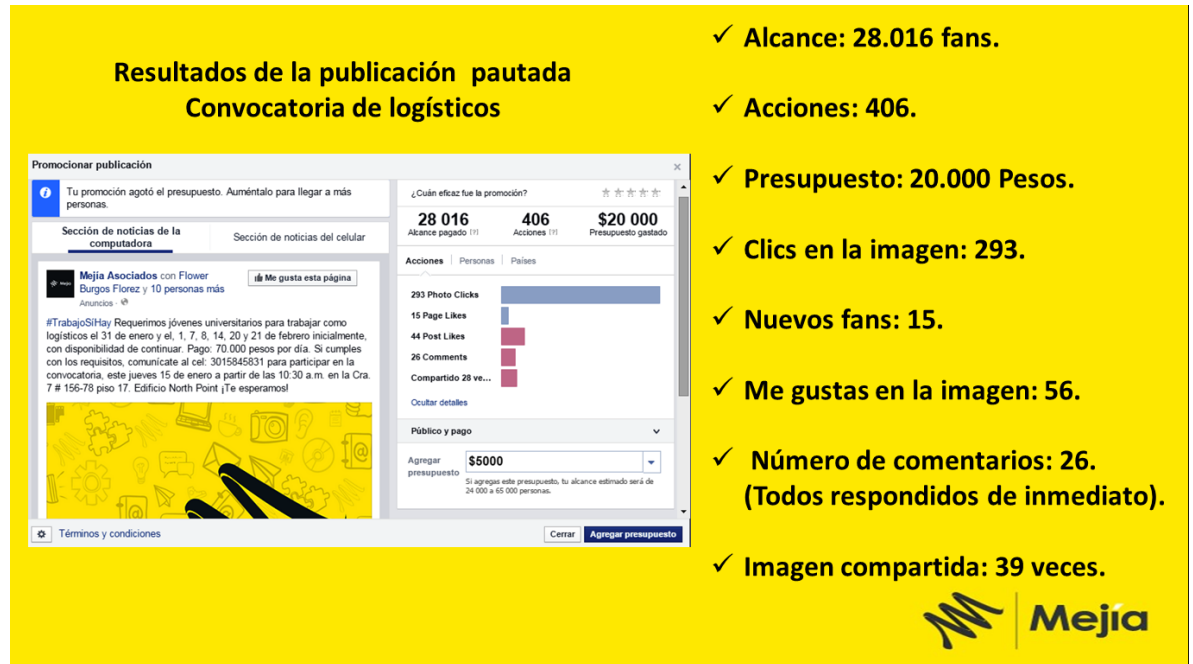 Resultados de la publicación pautada
Convocatoria de logísticos
Promocionar publicación
Tu promoción agotó el presupuesto. Auméntalo para llegar a más
personas.
Sección de noticias de la
computadora
Sección de noticias del celular
Mejía Asociados con Flower
Burgos Florez y 10 personas más
Anuncios ·
Me gusta esta página
#TrabajoSíHay Requerimos jóvenes universitarios para trabajar como
logísticos el 31 de enero y el, 1, 7, 8, 14, 20 y 21 de febrero inicialmente,
con disponibilidad de continuar. Pago: 70.000 pesos por día. Si cumples
con los requisitos, comunícate al cel: 3015845831 para participar en la
convocatoria, este jueves 15 de enero a partir de las 10:30 a.m. en la Cra.
7 # 156-78 piso 17. Edificio North Point ¡Te esperamos!
¿Cuán eficaz fue la promoción?
28 016
Alcance pagado [?]
406
Acciones [?]
$20 000
Presupuesto gastado
Acciones
Personas
Países
293 Photo Clicks
15 Page Likes
44 Post Likes
26 Comments
Compartido 28 ve...
Ocultar detalles
Público y pago
Agregar
presupuesto
$5000
Si agregas este presupuesto, tu alcance estimado será de
24 000 a 65 000 personas.
Términos y condiciones
Cerrar
Agregar presupuesto
✓ Alcance: 28.016 fans.
✓ Acciones: 406.
✓ Presupuesto: 20.000 Pesos.
✓ Clics en la imagen: 293.
✓ Nuevos fans: 15.
✓ Me gustas en la imagen: 56.
✓ Número de comentarios: 26.
(Todos respondidos de inmediato).
✓ Imagen compartida: 39 veces.
Mejía